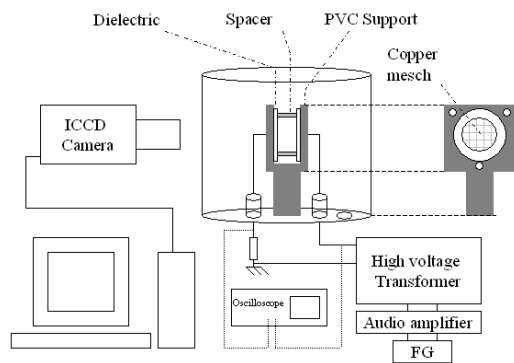 Dielectric
Spacer
PVC Support
Copper
mesch
ICCD
Camera
High voltage
Transformer
Oscilloscope
Audio amplifier
FG